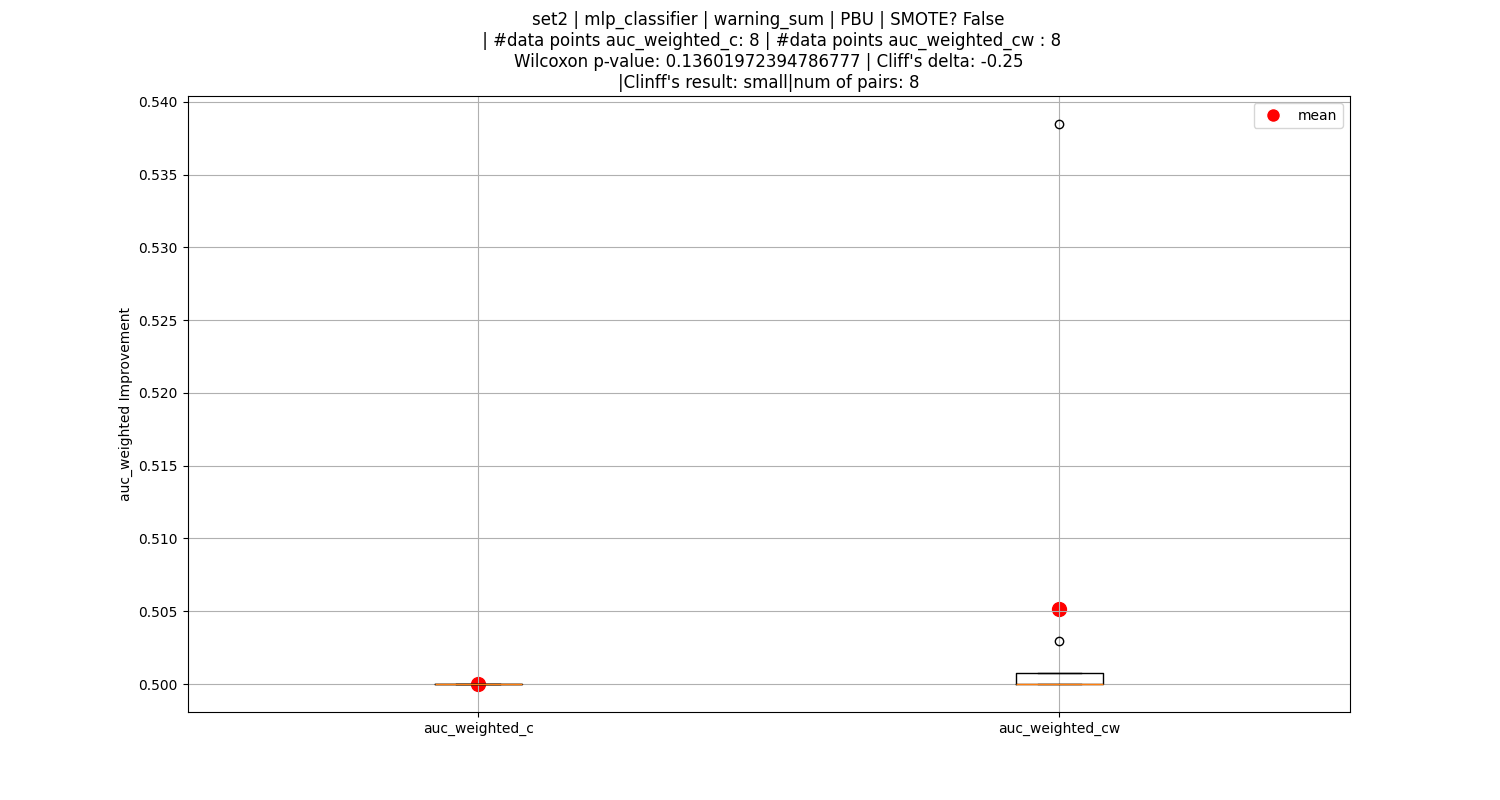 set2 | mlp_classifier | warning_sum | PBU | SMOTE? False
| #data points auc_weighted_c: 8 | #data points auc_weighted_cw : 8
Wilcoxon p-value: 0.13601972394786777 | Cliff's delta: -0.25
|Clinff's result: small|num of pairs: 8
mean
auc_weighted Improvement
0.540
0.535
0.530
0.525
0.520
0.515
0.510
0.505
0.500
auc_weighted_c
auc_weighted_cw